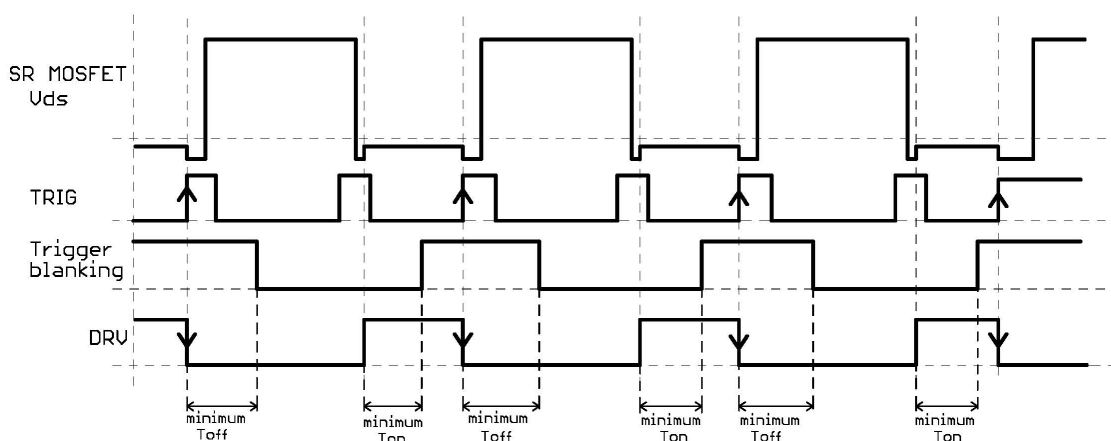 SR MOSFET
Vds
TRIG
Trigger
blanking
DRV
minimum
Toff
minimum
Ton
minimum
Toff
minimum
Ton
minimum
Toff
minimum
Ton